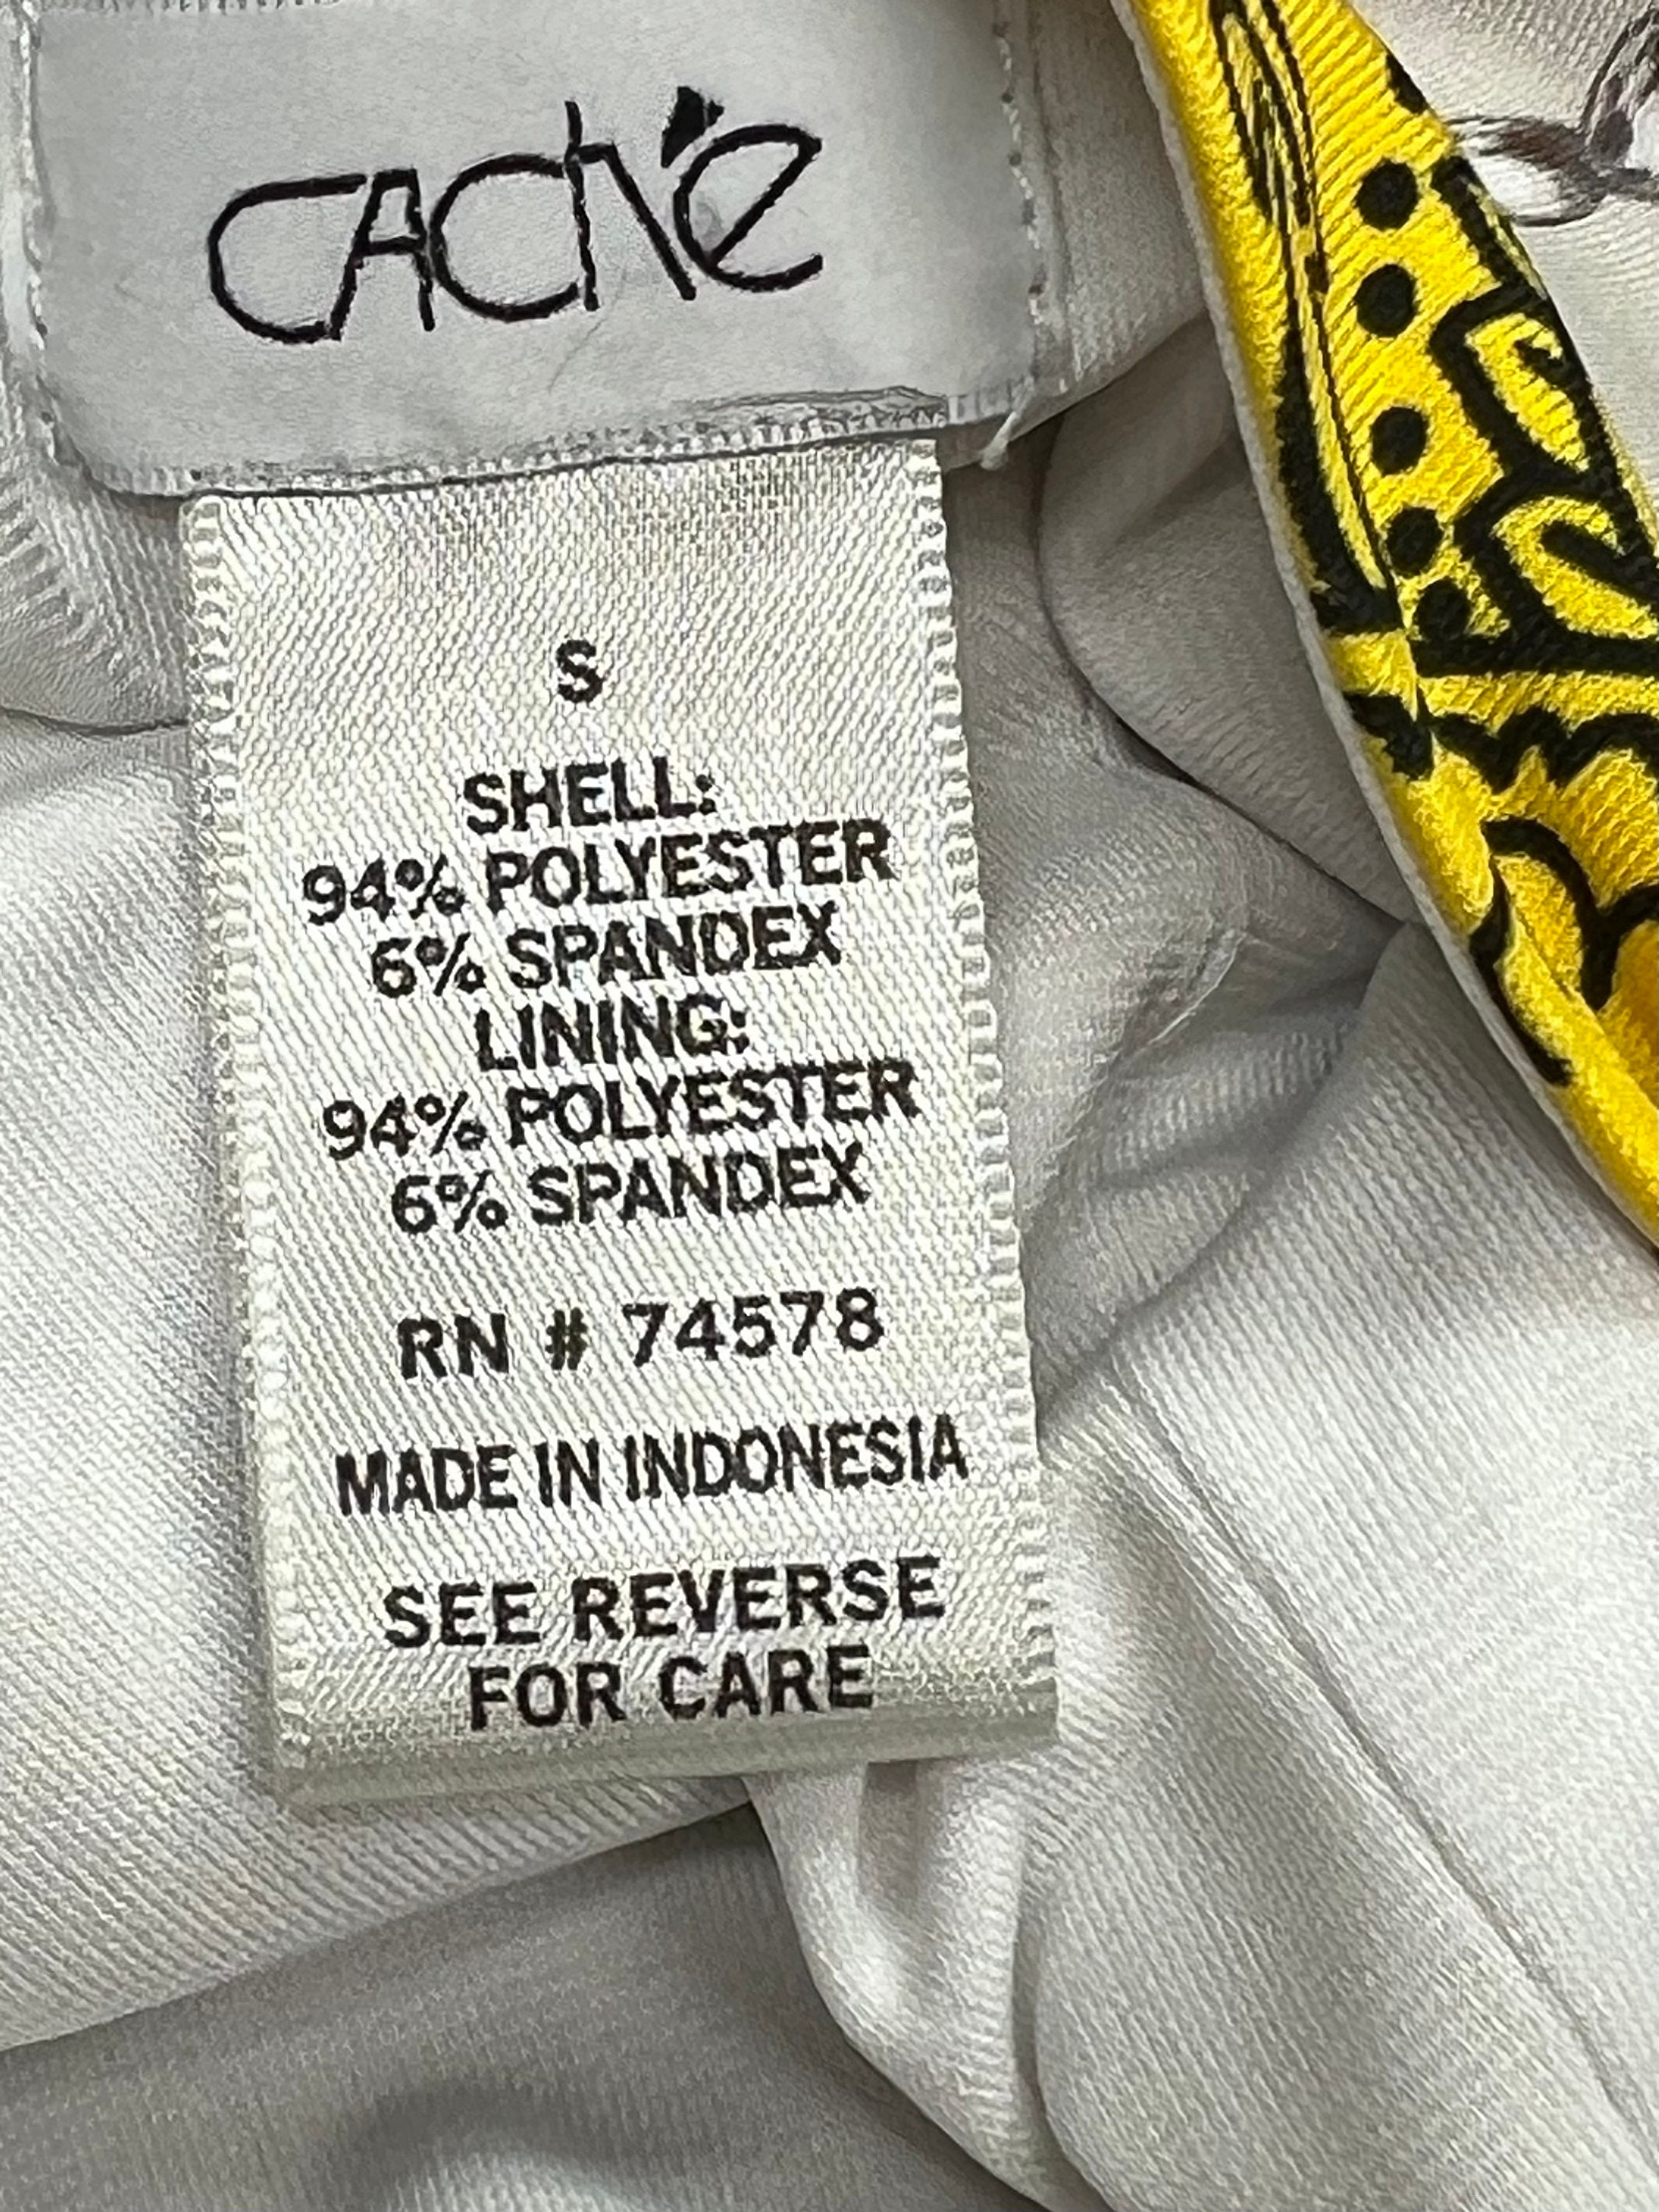 CACHé
S
SHELL:
94% POLYESTER
6% SPANDEX
LINING:
94% POLYESTER
6% SPANDEX
RN # 74578
MADE IN INDONESIA
SEE REVERSE
FOR CARE